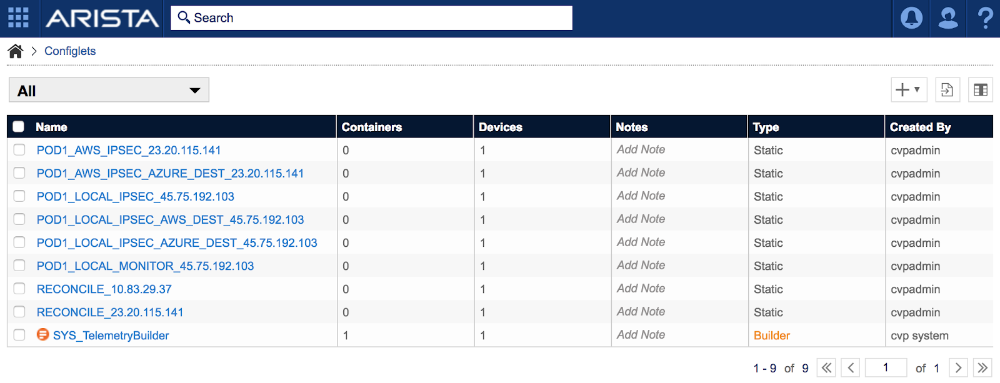 ARISTA Search
Configlets
All
Name Containers Devices Notes Type Created By
POD1_AWS_IPSEC_23.20.115.141 0 1 Add Note Static cvpadmin
POD1_AWS_IPSEC_AZURE_DEST_23.20.115.141 0 1 Add Note Static cvpadmin
POD1_LOCAL_IPSEC_45.75.192.103 0 1 Add Note Static cvpadmin
POD1_LOCAL_IPSEC_AWS_DEST_45.75.192.103 0 1 Add Note Static cvpadmin
POD1_LOCAL_IPSEC_AZURE_DEST_45.75.192.103 0 1 Add Note Static cvpadmin
POD1_LOCAL_MONITOR_45.75.192.103 0 1 Add Note Static cvpadmin
RECONCILE_10.83.29.37 0 1 Add Note Static cvpadmin
RECONCILE_23.20.115.141 0 1 Add Note Static cvpadmin
SYS_TelemetryBuilder 1 1 Add Note Builder cvp system
1 - 9 of 9 1 of 1